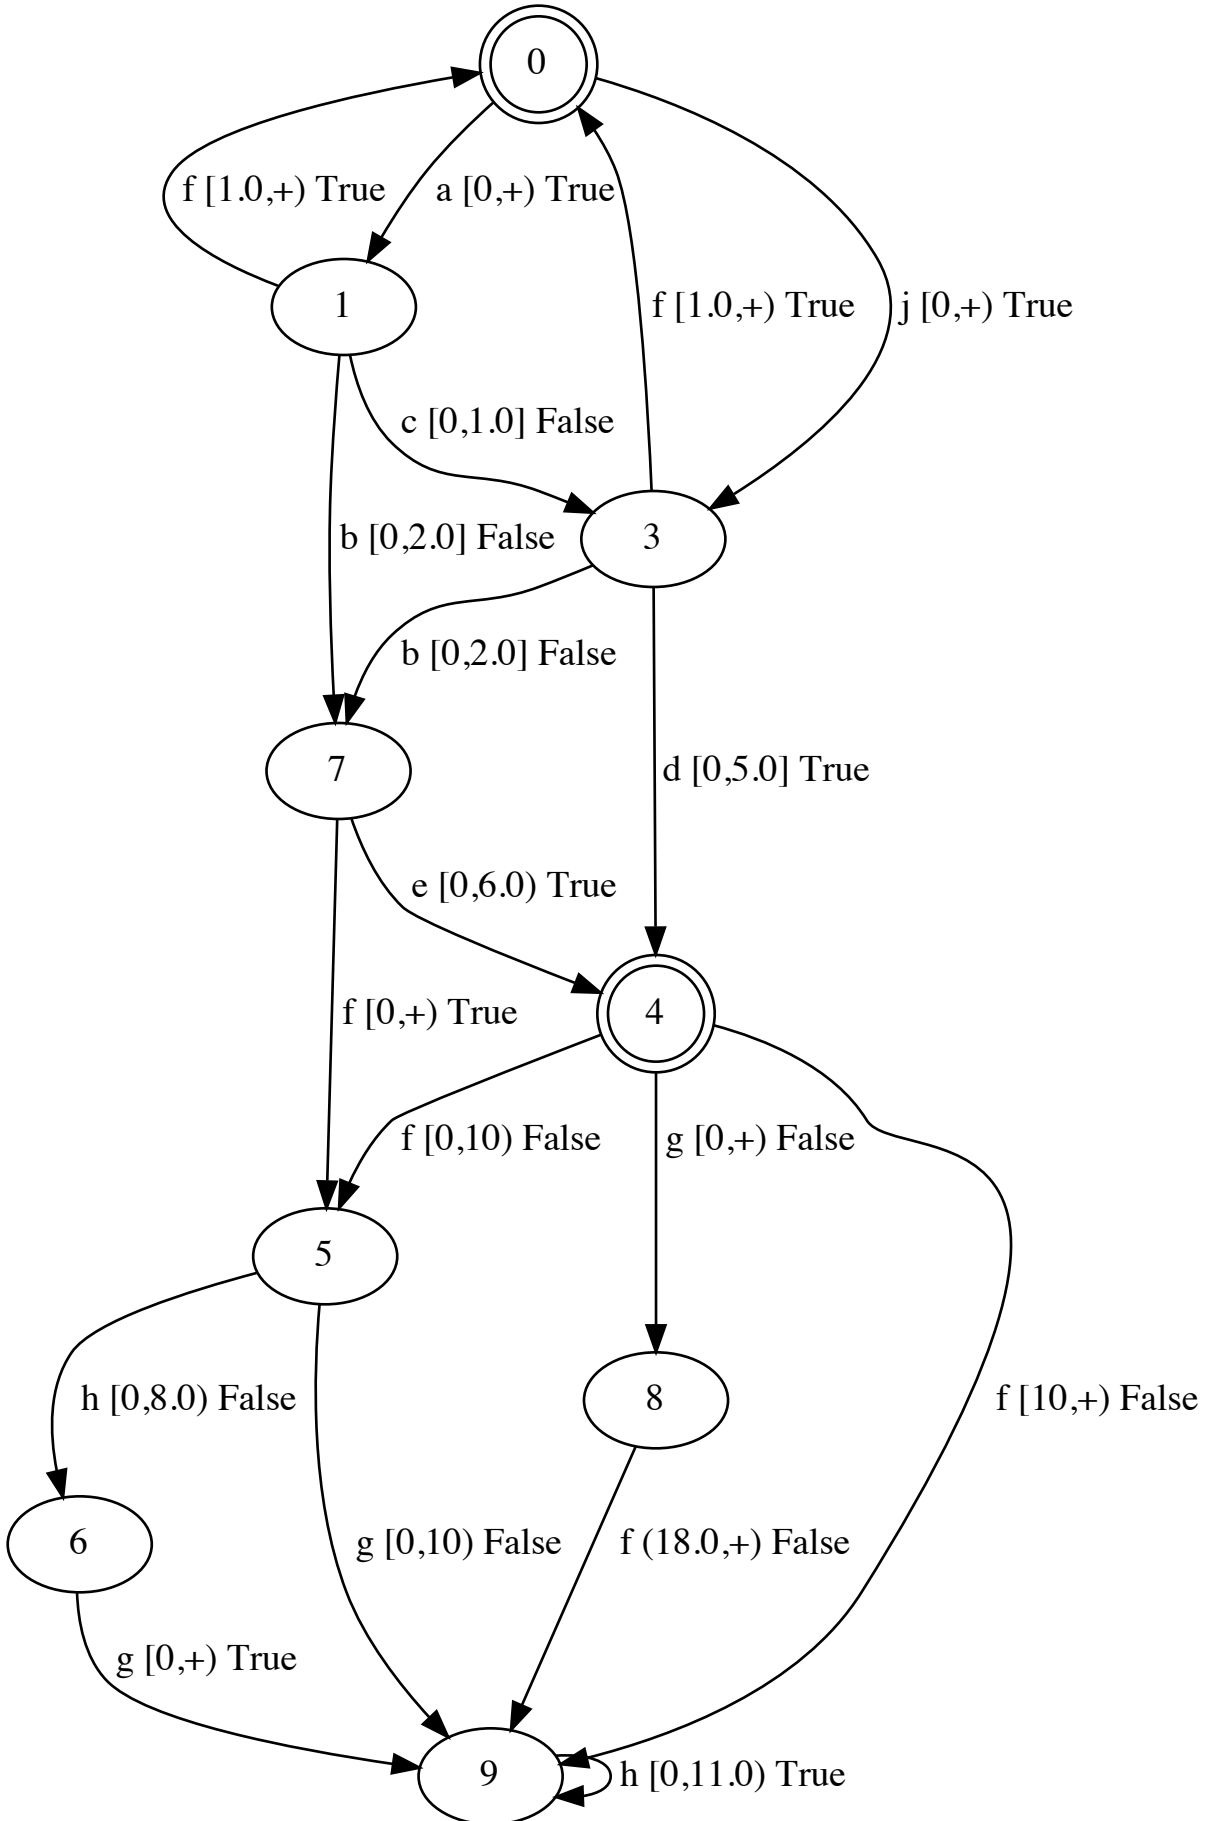 0
f [1.0,+) True
a [0,+) True
1
f [1.0,+) True
j [0,+) True
c [0,1.0] False
b [0,2.0] False
3
b [0,2.0] False
7
d [0,5.0] True
e [0,6.0) True
f [0,+) True
4
f [0,10) False
g [0,+) False
5
h [0,8.0) False
8
f [10,+) False
6
g [0,10) False
f (18.0,+) False
g [0,+) True
9
h [0,11.0) True